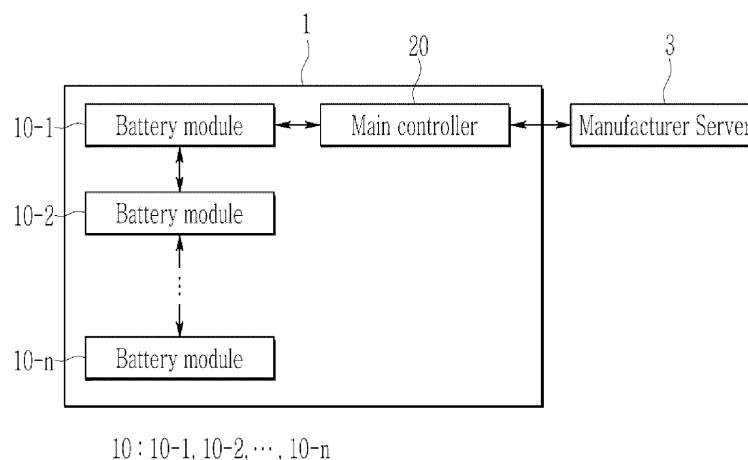 1
20
3
10-1
Battery module
Main controller
Manufacturer Server
10-2
Battery module
10-n
Battery module
10 : 10-1, 10-2, ⋯, 10-n